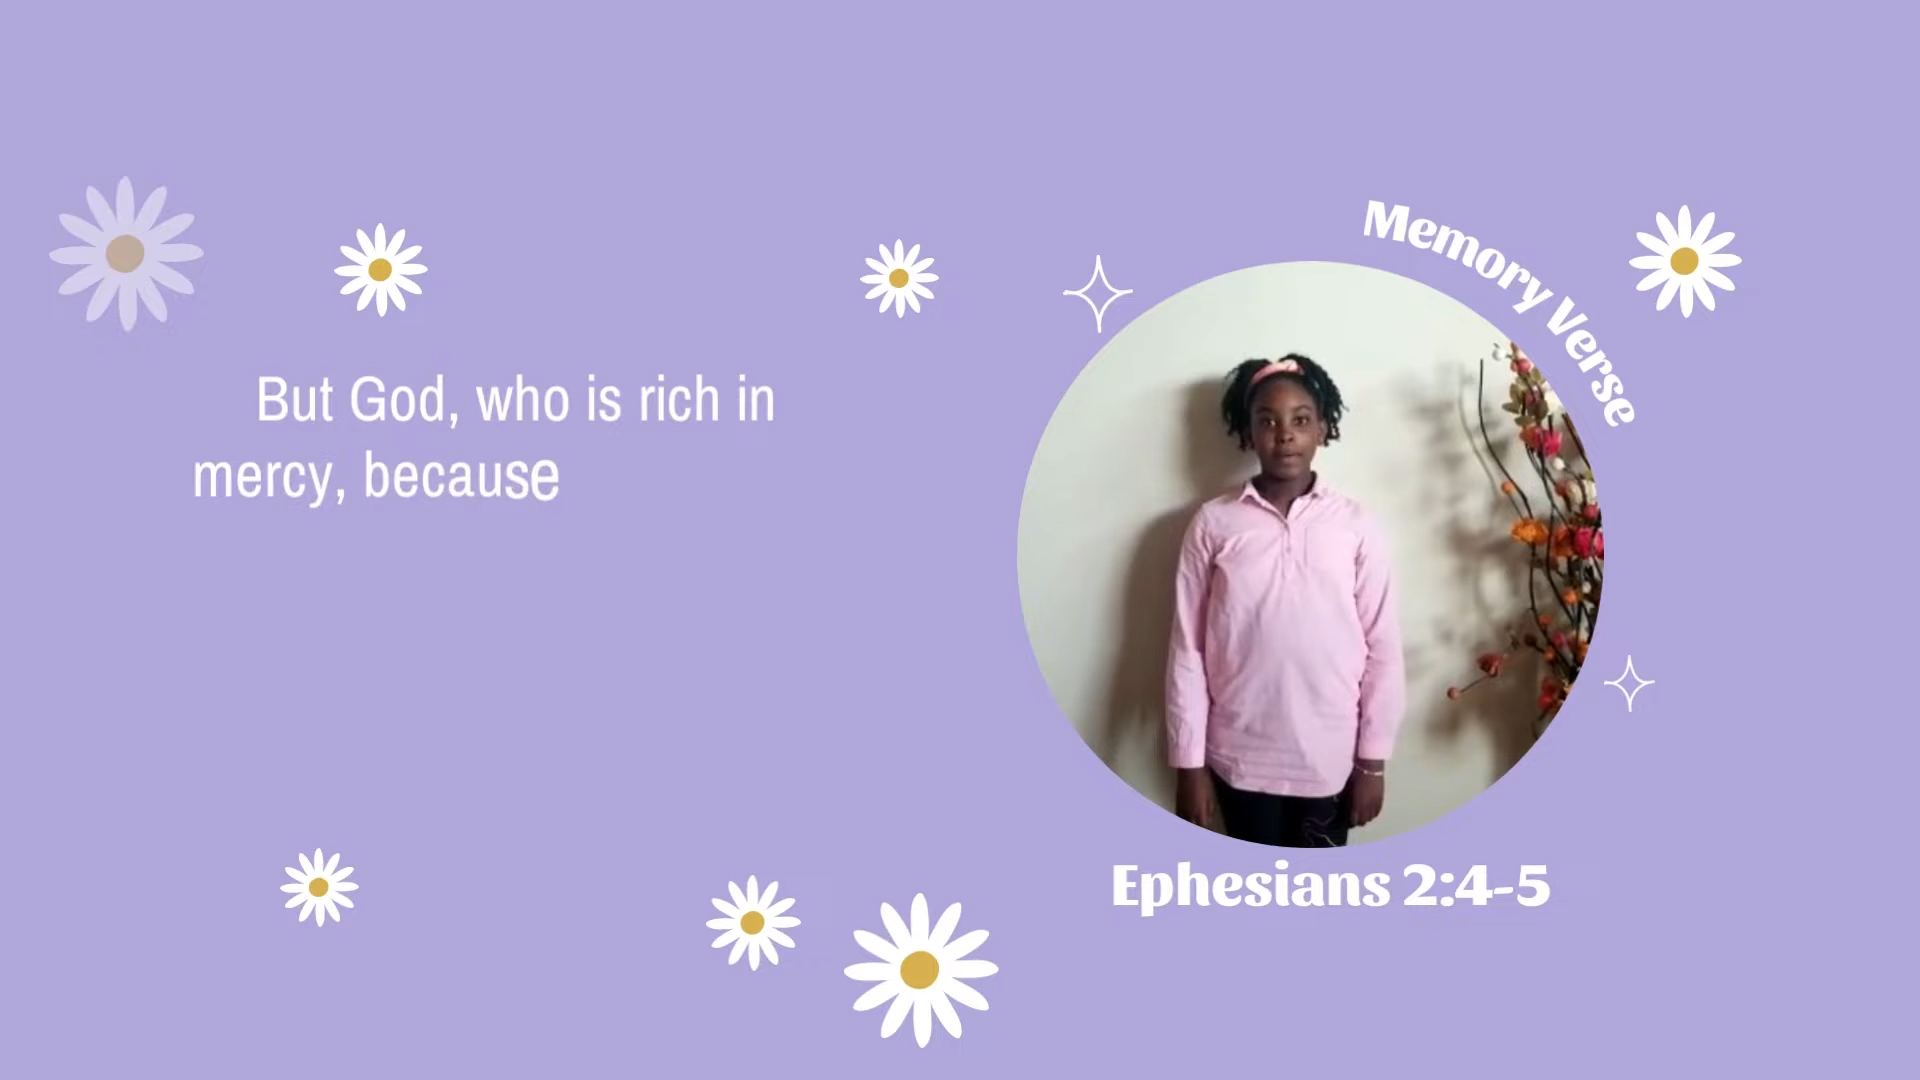 But God, who is rich in
mercy, because
Memory Verse
Ephesians 2:4-5